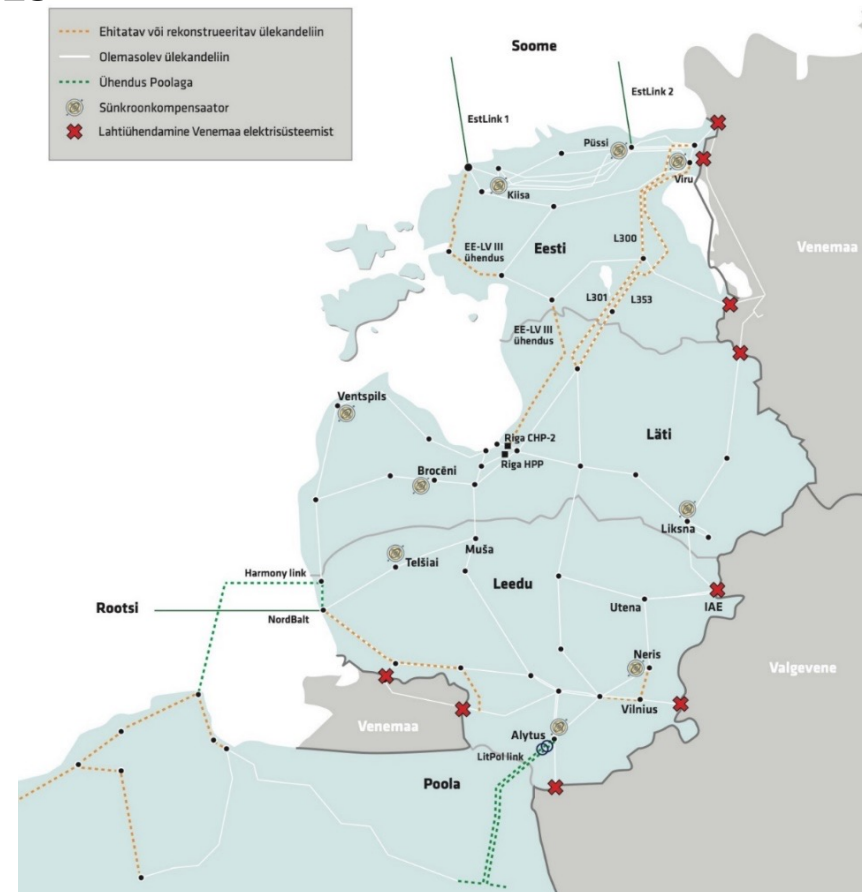 Ehitatav või rekonstrueeritav ülekandeliin
Olemasolev ülekandeliin
Ühendus Poolaga
Sünkroonkompensaator
Lahtiühendamine Venemaa elektrisüsteemist
Soome
EstLink 1
EstLink 2
Püssi
Viru
Kiisa
EE-LV III
ühendus
Eesti
L300
Venemaa
L301
L353
EE-LV III
ühendus
Ventspils
Riga CHP-2
Riga HPP
Läti
Brocēni
Liksna
Muša
Telšiai
Leedu
Harmony link
Rootsi
NordBalt
Utena
IAE
Neris
Valgevene
Vilnius
Venemaa
Alytus
LitPol link
Poola